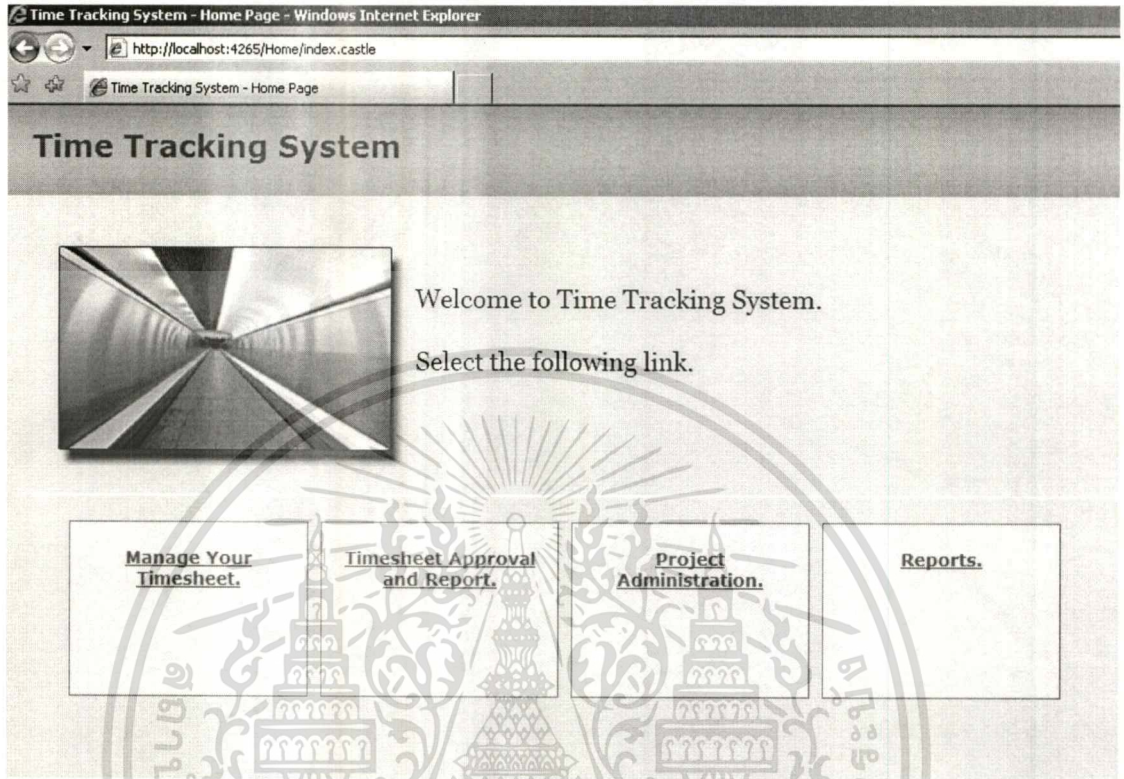 Time Tracking System - Home Page - Windows Internet Explorer
http://localhost:4265/Home/index.castle
Time Tracking System - Home Page
Time Tracking System
Welcome to Time Tracking System.
Select the following link.
Manage Your
Timesheet.
Timesheet Approval
and Report.
Project
Administration.
Reports.